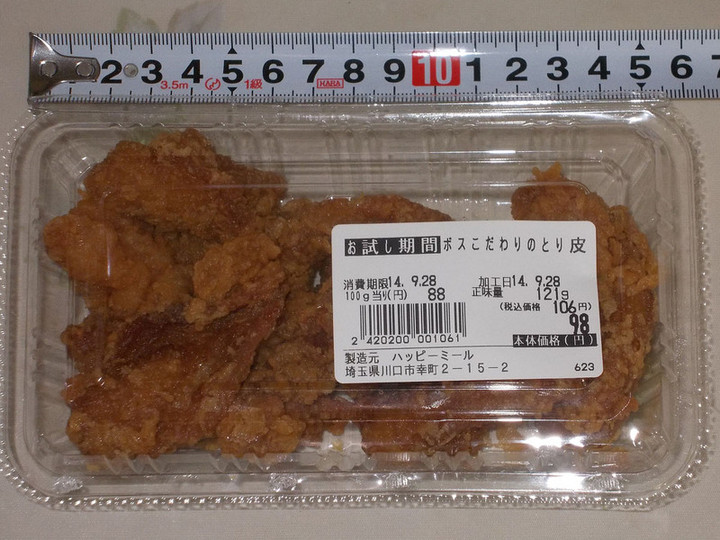 2 3 4 5 6 7 8 9 10 1 2 3 4 5 6 7
3.5m 1級 HARA
お試し期間 ボスこだわりのとり皮
消費期限14. 9.28 加工日14. 9.28
100g当り(円) 88 正味量 121g
(税込価格 106円)
98
2 420200 001061 本体価格(円)
製造元 ハッピーミール
埼玉県川口市幸町2-15-2 623